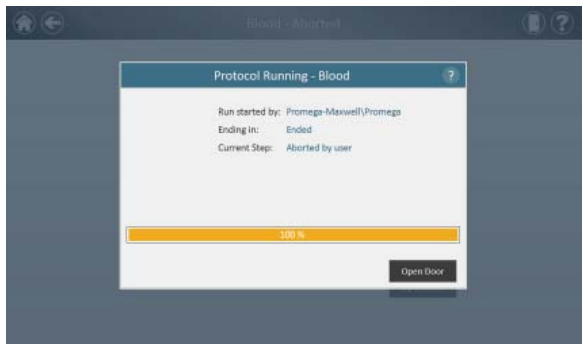 Blood - Aborted
?
Protocol Running - Blood ?
Run started by: Promega-Maxwell\Promega
Ending in: Ended
Current Step: Aborted by user
100 %
Open Door